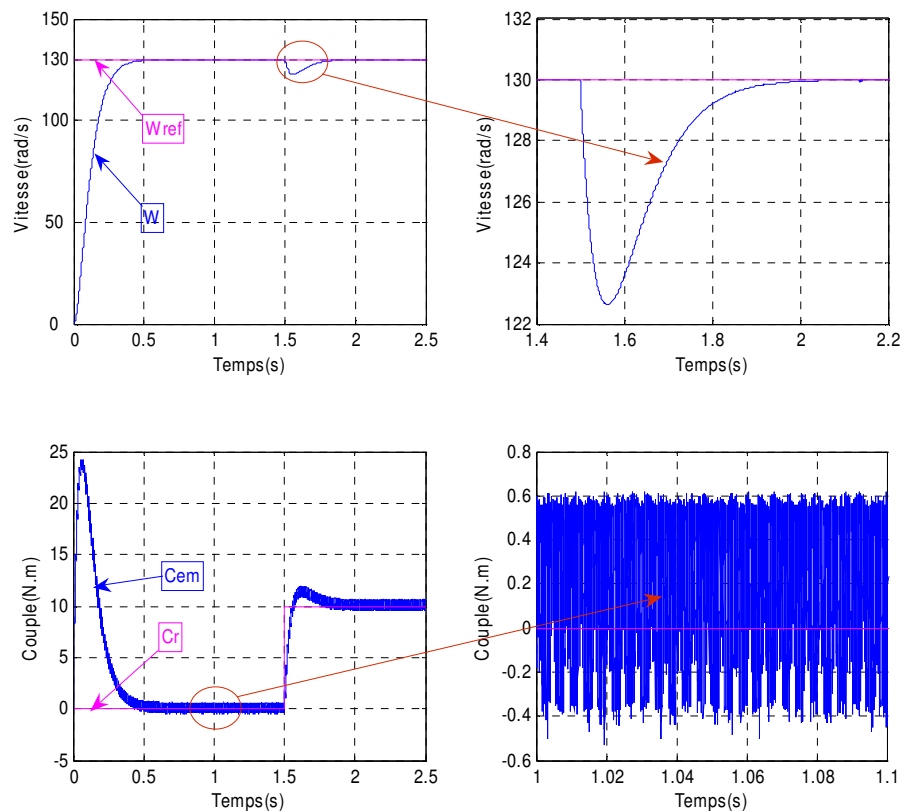 150
130
100
50
0
Vitesse(rad/s)
Wref
W
0 0.5 1 1.5 2 2.5
Temps(s)
132
130
128
126
124
122
Vitesse(rad/s)
1.4 1.6 1.8 2 2.2
Temps(s)
25
20
15
10
5
0
-5
Couple(N.m)
Cem
Cr
0 0.5 1 1.5 2 2.5
Temps(s)
0.8
0.6
0.4
0.2
0
-0.2
-0.4
-0.6
Couple(N.m)
1 1.02 1.04 1.06 1.08 1.1
Temps(s)